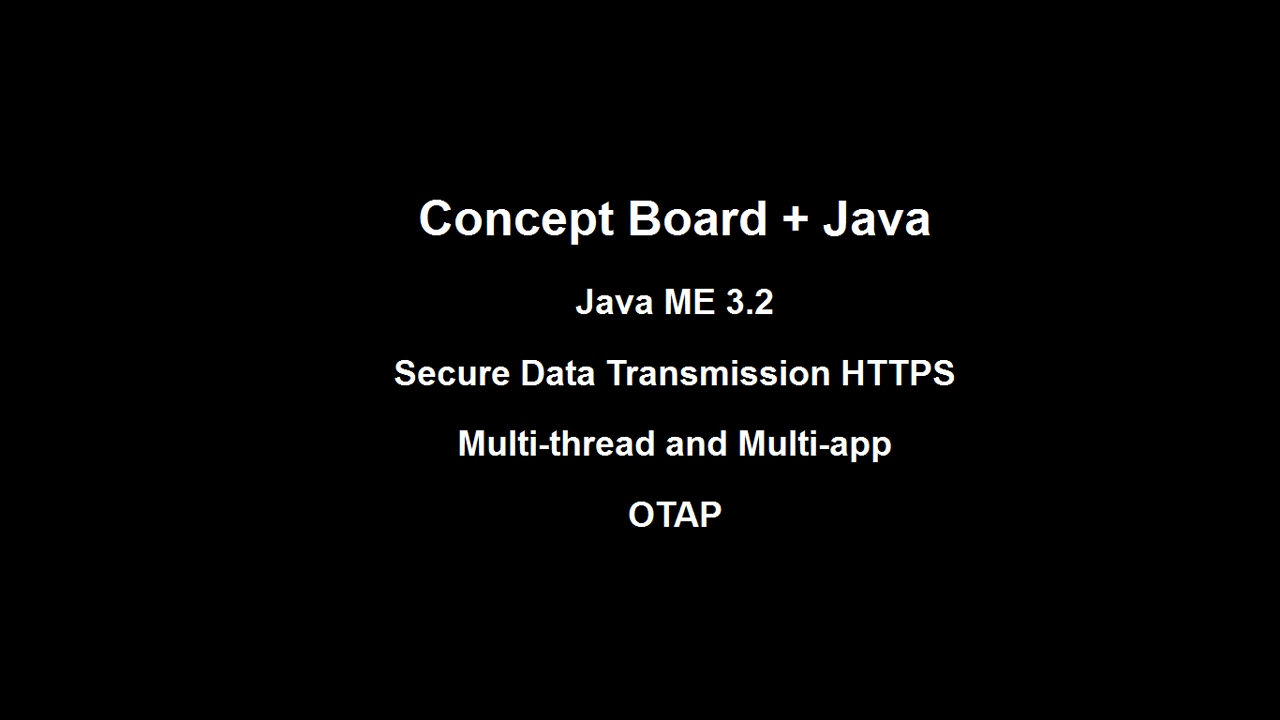 Concept Board + Java
Java ME 3.2
Secure Data Transmission HTTPS
Multi-thread and Multi-app
OTAP